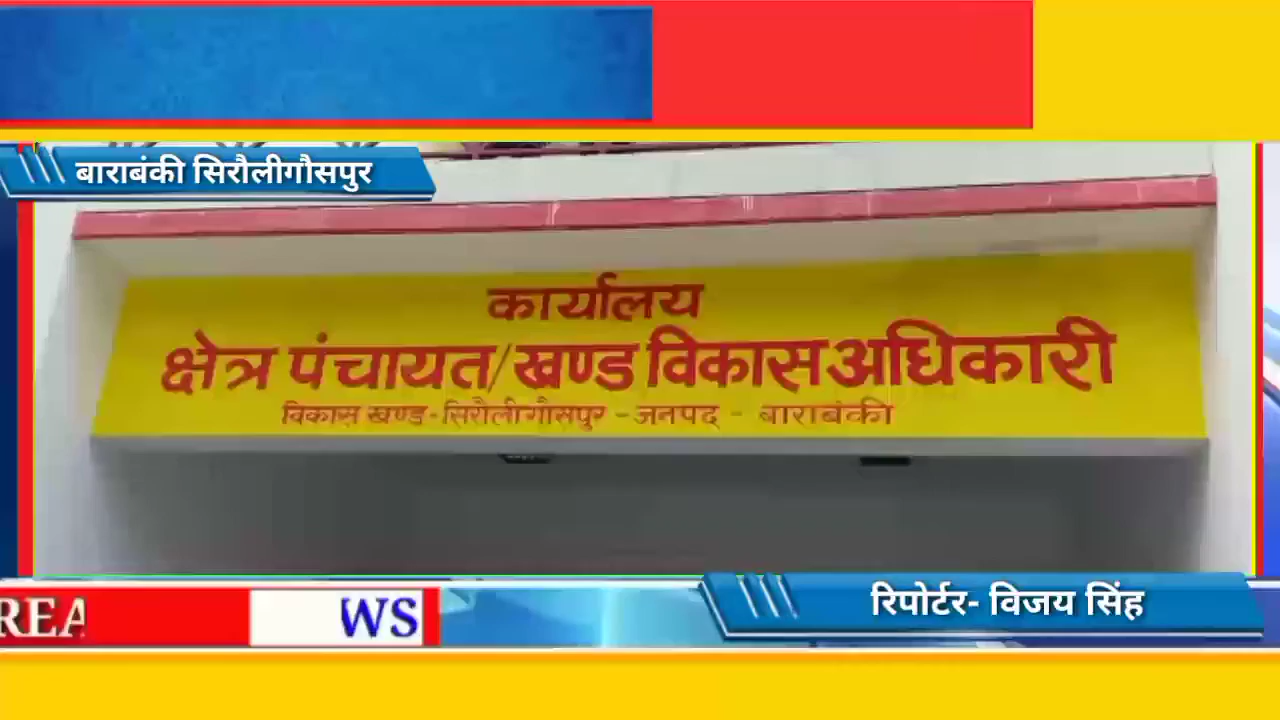 बाराबंकी सिरौलीगौसपुर
कार्यालय
क्षेत्र पंचायत/खण्ड विकास अधिकारी
विकास खण्ड-सिरौलीगौसपुर - जनपद - बाराबंकी
रिपोर्टर- विजय सिंह
REA
WS